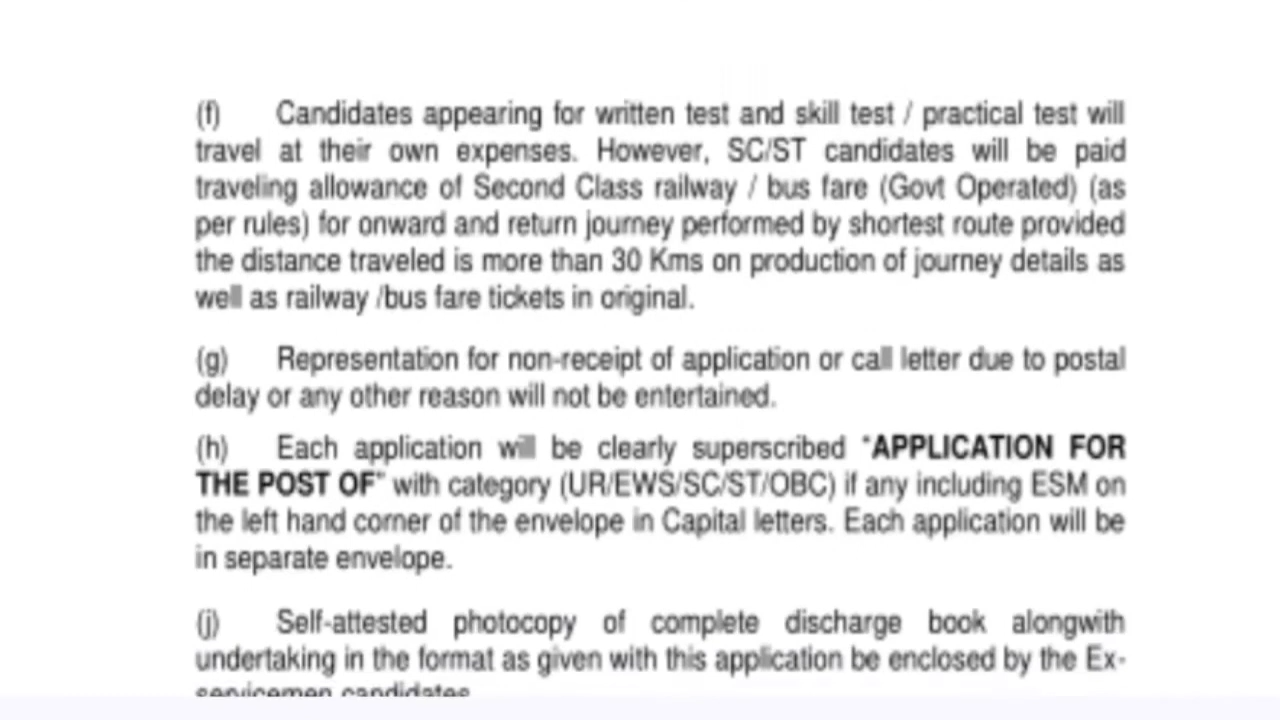 (f) Candidates appearing for written test and skill test / practical test will
travel at their own expenses. However, SC/ST candidates will be paid
traveling allowance of Second Class railway / bus fare (Govt Operated) (as
per rules) for onward and return journey performed by shortest route provided
the distance traveled is more than 30 Kms on production of journey details as
well as railway /bus fare tickets in original.
(g) Representation for non-receipt of application or call letter due to postal
delay or any other reason will not be entertained.
(h) Each application will be clearly superscribed "APPLICATION FOR
THE POST OF" with category (UR/EWS/SC/ST/OBC) if any including ESM on
the left hand corner of the envelope in Capital letters. Each application will be
in separate envelope.
(j) Self-attested photocopy of complete discharge book alongwith
undertaking in the format as given with this application be enclosed by the Ex-
servicemen candidates.